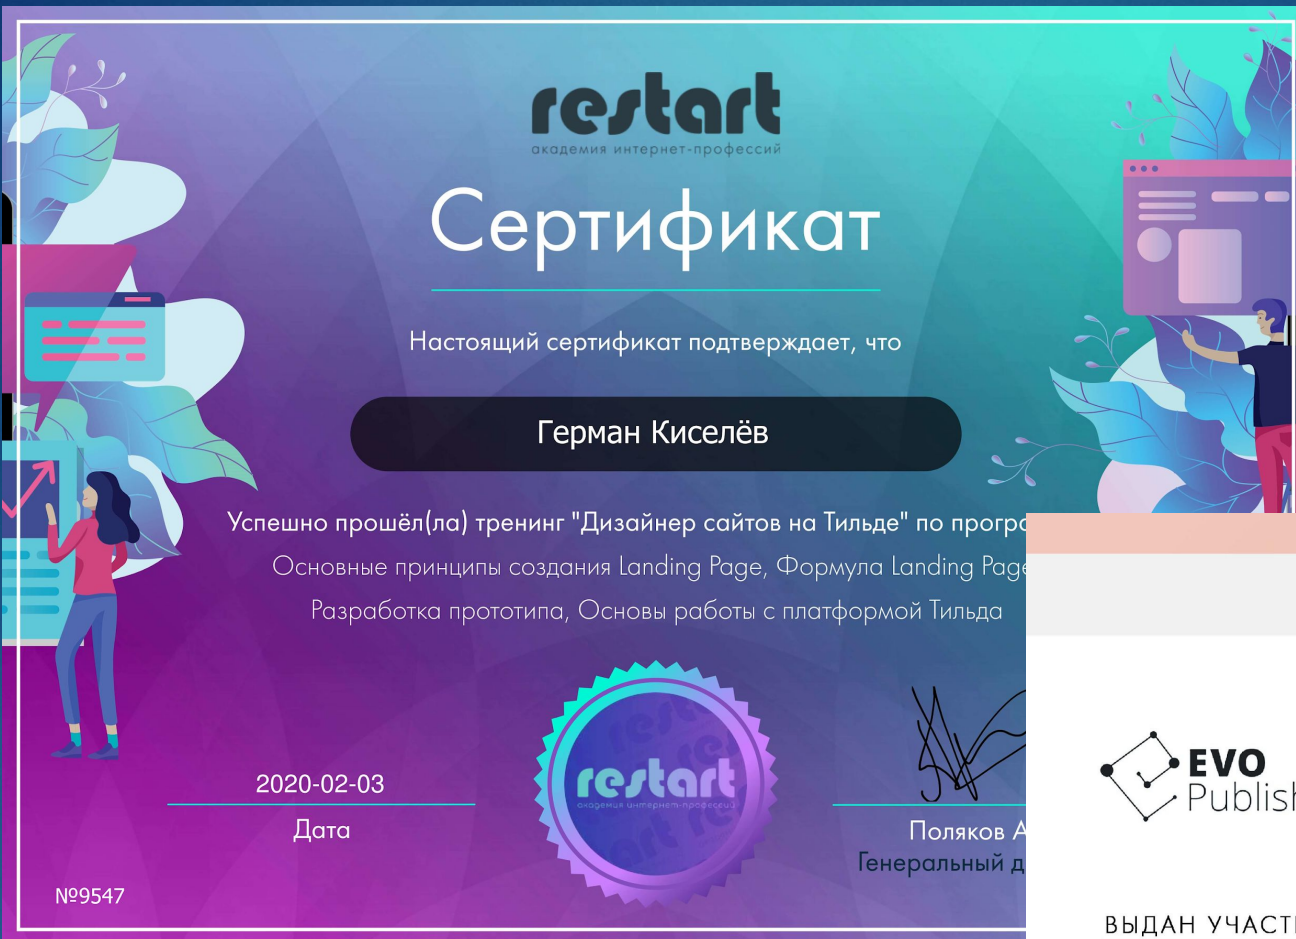 restart
академия интернет-профессий
Сертификат
Настоящий сертификат подтверждает, что
Герман Киселёв
Успешно прошёл(ла) тренинг "Дизайнер сайтов на Тильде" по
Основные принципы создания Landing Page, Формула Landing Page
Разработка прототипа, Основы работы с платформой Тильда
restart
академия интернет-профессий
2020-02-03
Дата
Поляков А
Генеральный
№9547
EVO
Publish
ВЫДАН